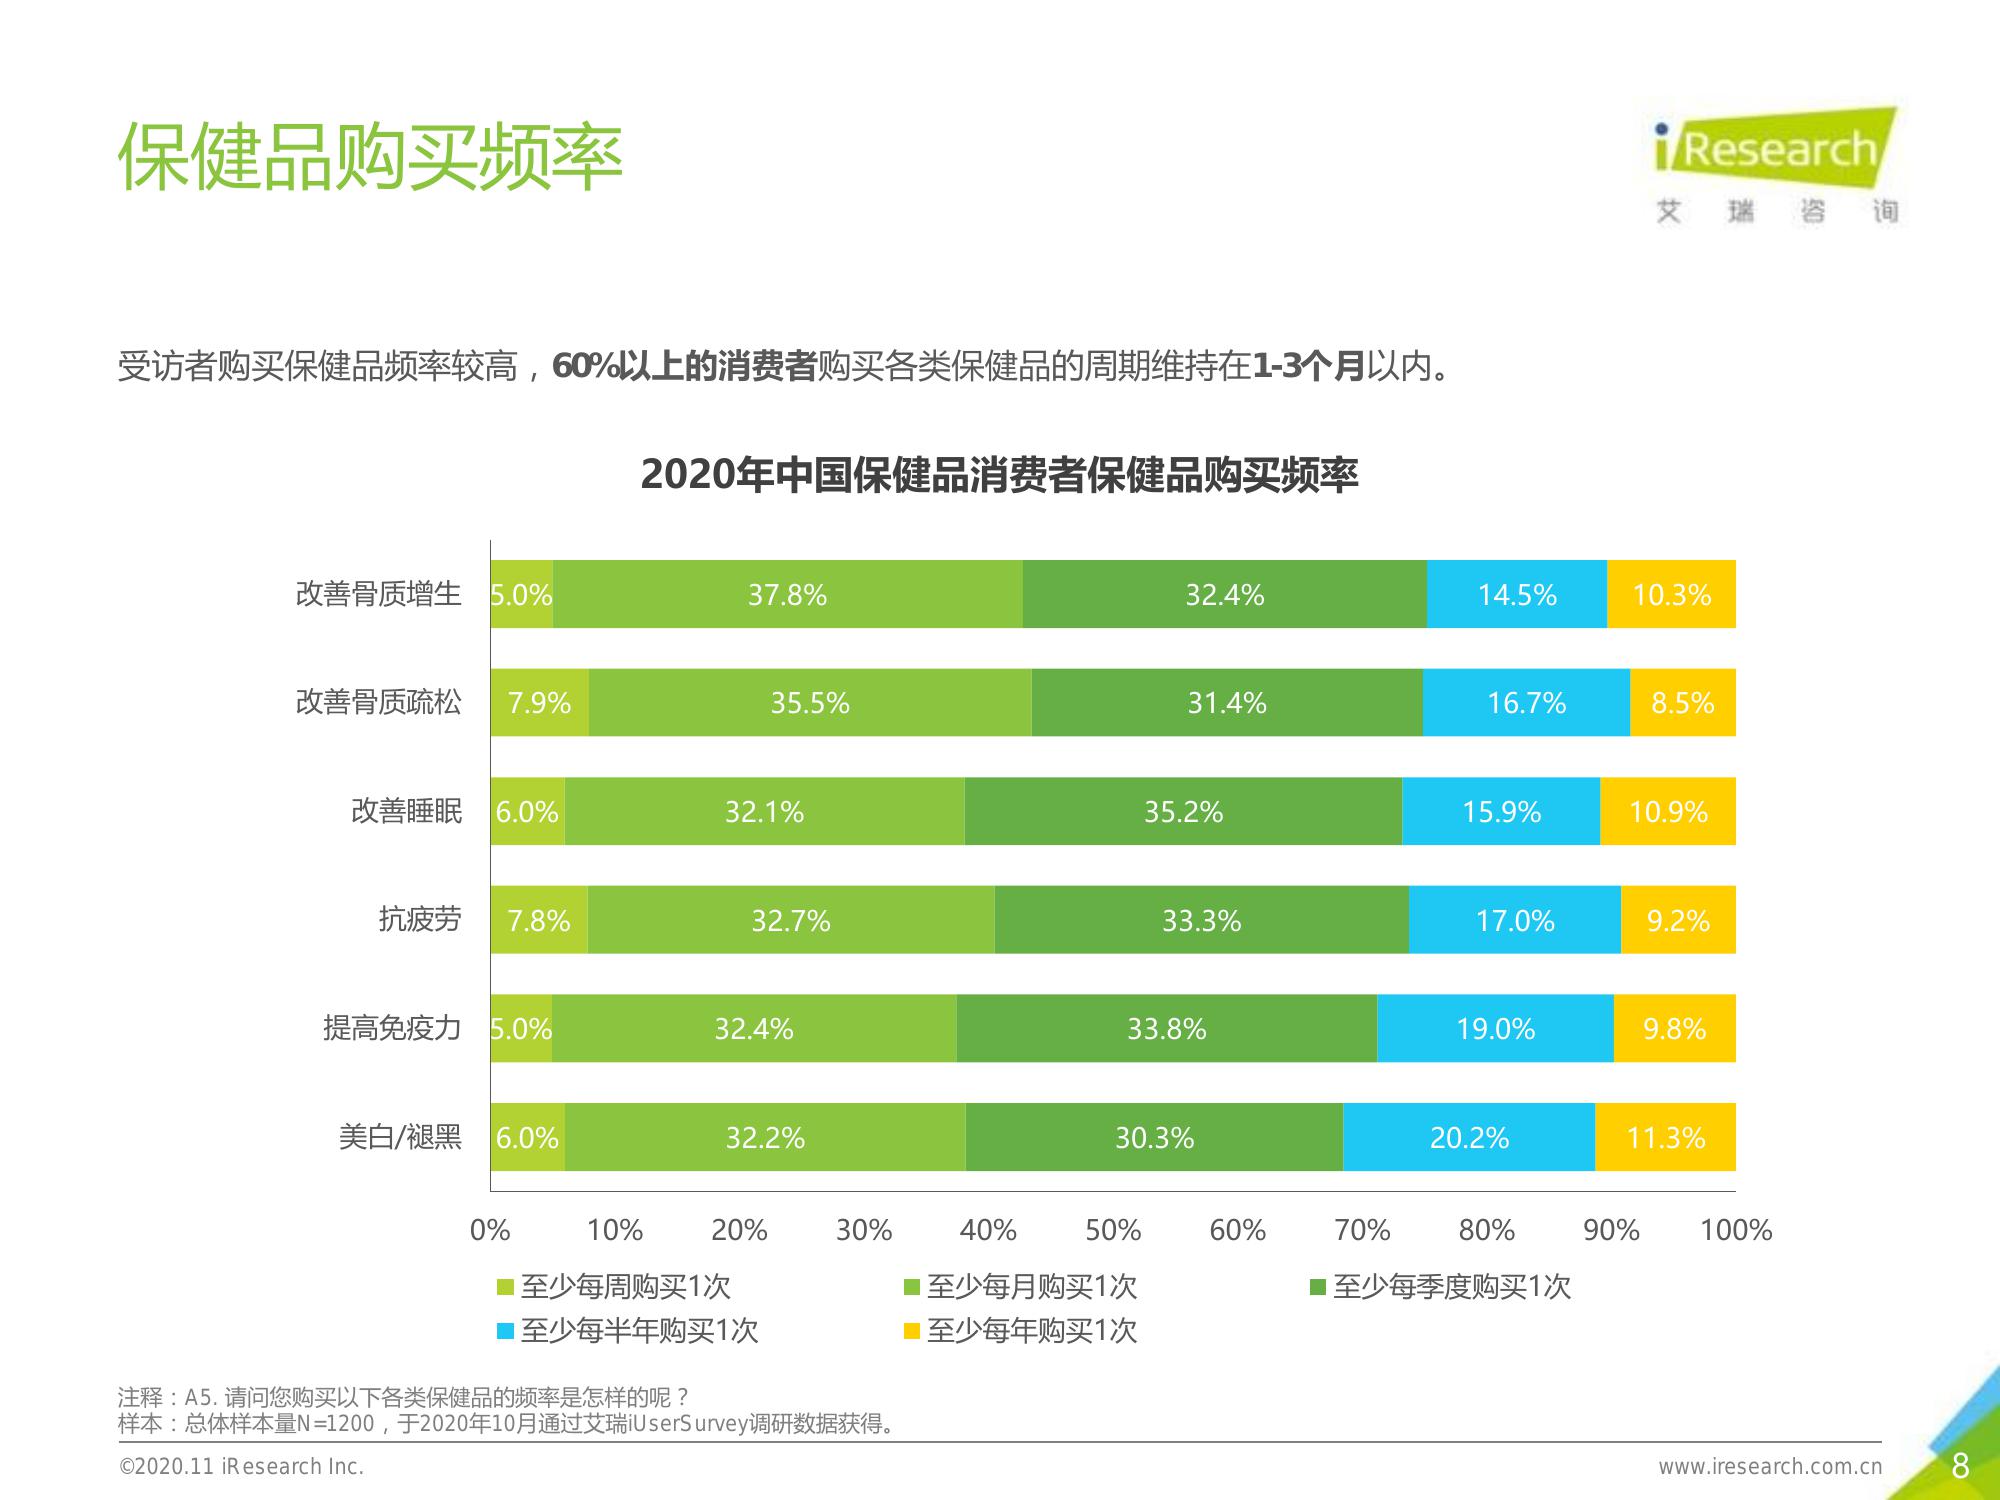 保健品购买频率
iResearch
艾瑞咨询
受访者购买保健品频率较高，60%以上的消费者购买各类保健品的周期维持在1-3个月以内。
2020年中国保健品消费者保健品购买频率
改善骨质增生 5.0% 37.8% 32.4% 14.5% 10.3%
改善骨质疏松 7.9% 35.5% 31.4% 16.7% 8.5%
改善睡眠 6.0% 32.1% 35.2% 15.9% 10.9%
抗疲劳 7.8% 32.7% 33.3% 17.0% 9.2%
提高免疫力 5.0% 32.4% 33.8% 19.0% 9.8%
美白/褪黑 6.0% 32.2% 30.3% 20.2% 11.3%
0% 10% 20% 30% 40% 50% 60% 70% 80% 90% 100%
至少每周购买1次 至少每月购买1次 至少每季度购买1次
至少每半年购买1次 至少每年购买1次
注释：A5. 请问您购买以下各类保健品的频率是怎样的呢？
样本：总体样本量N=1200，于2020年10月通过艾瑞iUserSurvey调研数据获得。
©2020.11 iResearch Inc. www.iresearch.com.cn 8